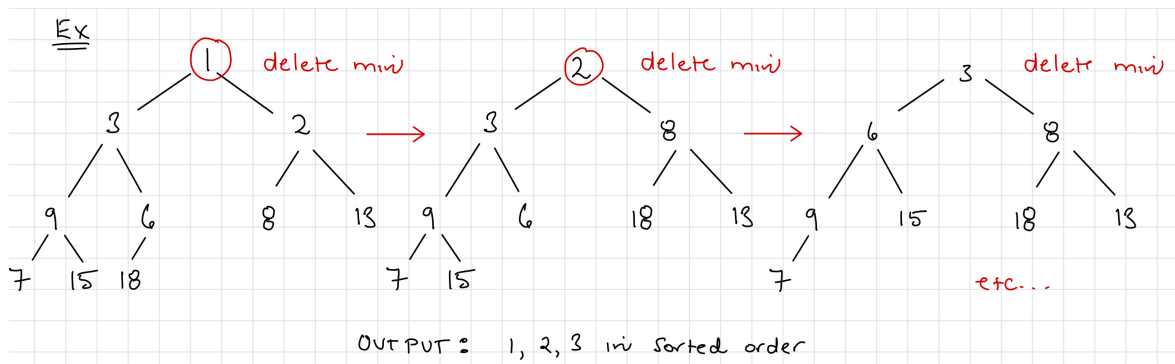 Ex
1 delete min 2 delete min 3 delete min
3 2 3 8 6 8
9 6 8 13 9 6 18 13 9 15 18 13
7 15 18 7 15 7 etc...
OUTPUT: 1, 2, 3 in sorted order